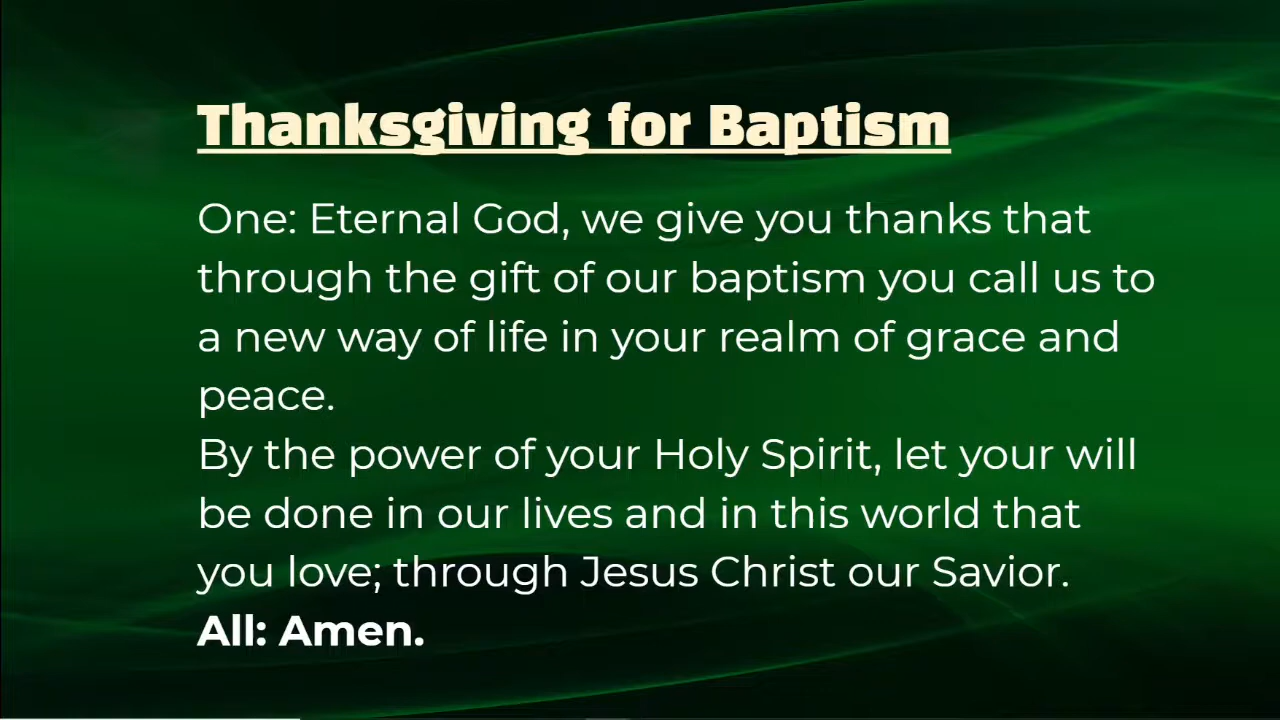 Thanksgiving for Baptism
One: Eternal God, we give you thanks that
through the gift of our baptism you call us to
a new way of life in your realm of grace and
peace.
By the power of your Holy Spirit, let your will
be done in our lives and in this world that
you love; through Jesus Christ our Savior.
All: Amen.